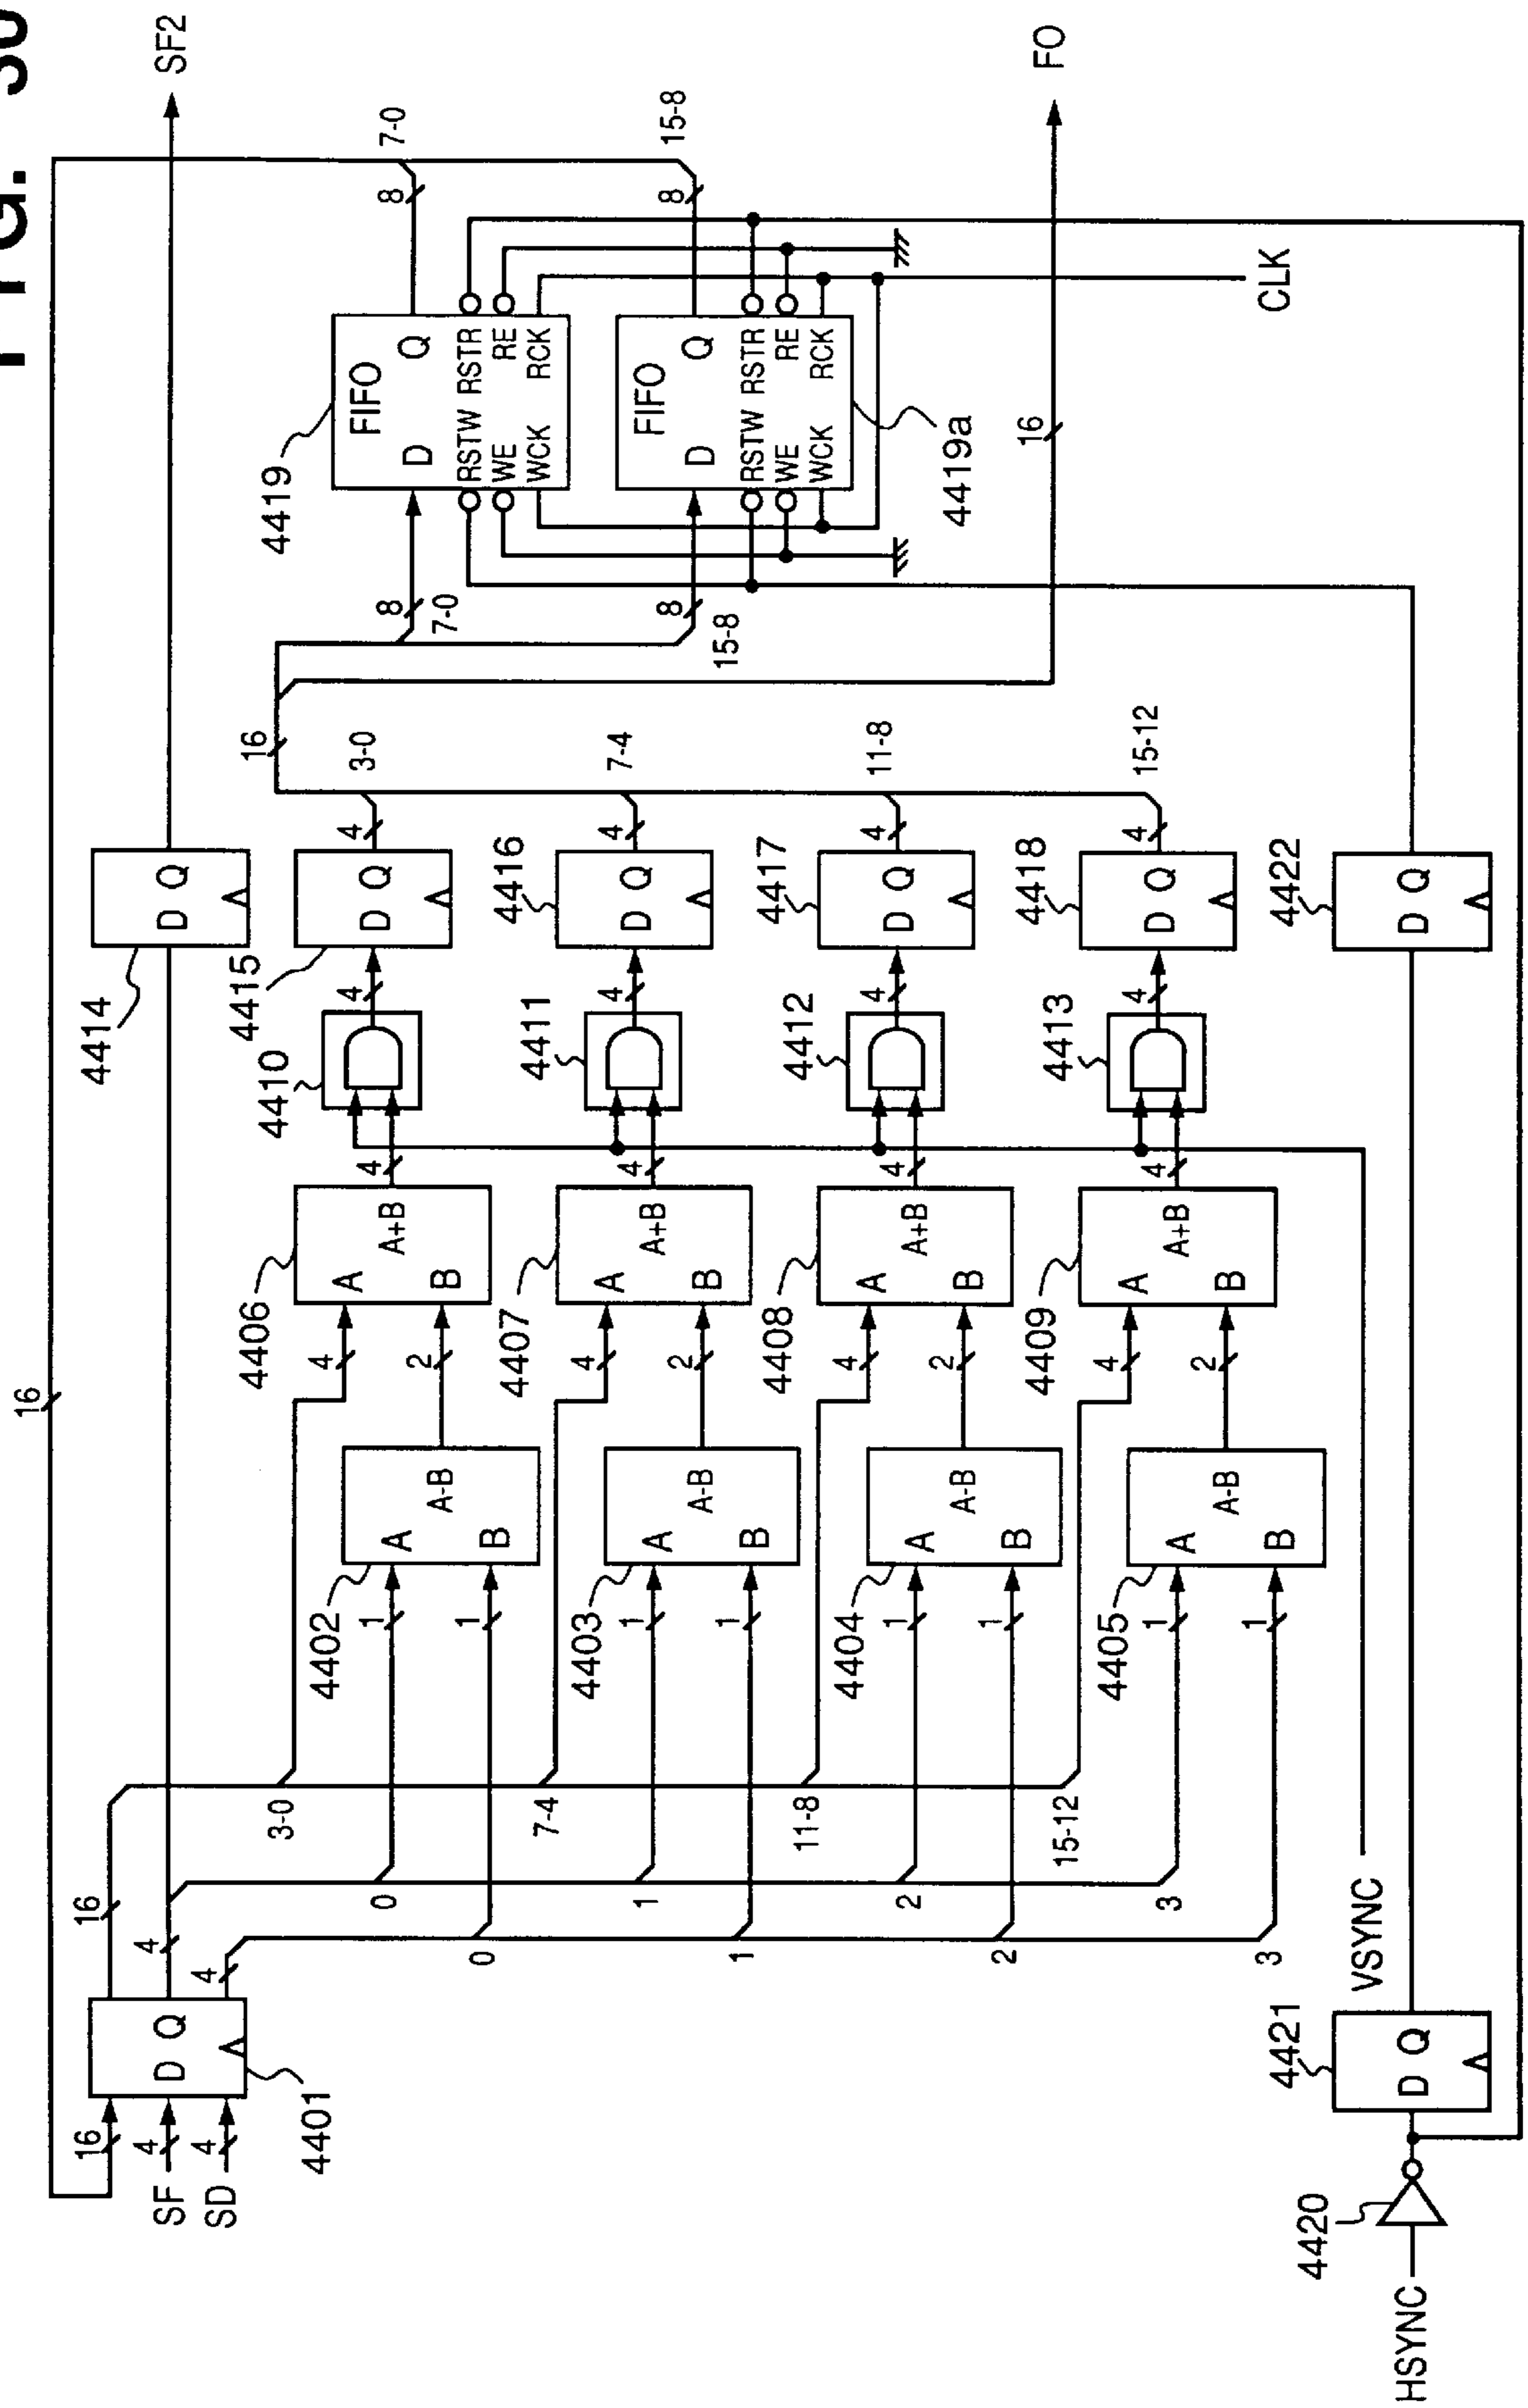 FIG.
16
SF2
4414
D Q
7-0
15-8
8
8
4419
FIFO
D
Q
RSTW RSTR
WE
RE
WCK
RCK
FIFO
D
Q
RSTW RSTR
WE
RE
WCK
RCK
4419a
8
7-0
8
15-8
16
FO
CLK
16
3-0
7-4
11-8
15-12
4
4
4
4
4415
D Q
4416
D Q
4417
D Q
4418
D Q
4422
D Q
4
4
4
4
4410
4411
4412
4413
4
4
4
4
4406
A
A+B
B
4407
A
A+B
B
4408
A
A+B
B
4409
A
A+B
B
4
2
4
2
4
2
4
2
4402
A
A-B
B
4403
A
A-B
B
4404
A
A-B
B
4405
A
A-B
B
1
1
1
1
1
1
1
1
3-0
7-4
11-8
15-12
0
1
2
3
0
1
2
3
16
4
4
D Q
4401
16
4
4
SF
SD
VSYNC
4421
D Q
4420
HSYNC